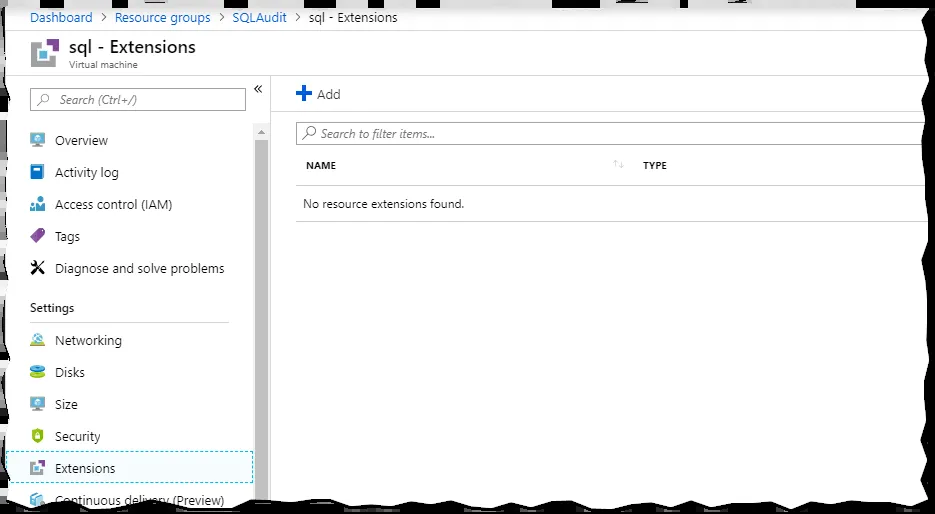 Dashboard > Resource groups > SQLAudit > sql - Extensions
sql - Extensions
Virtual machine
Search (Ctrl+/)
«
Overview
Activity log
Access control (IAM)
Tags
Diagnose and solve problems
Settings
Networking
Disks
Size
Security
Extensions
Continuous delivery (Preview)
Add
Search to filter items...
NAME ↑↓ TYPE
No resource extensions found.